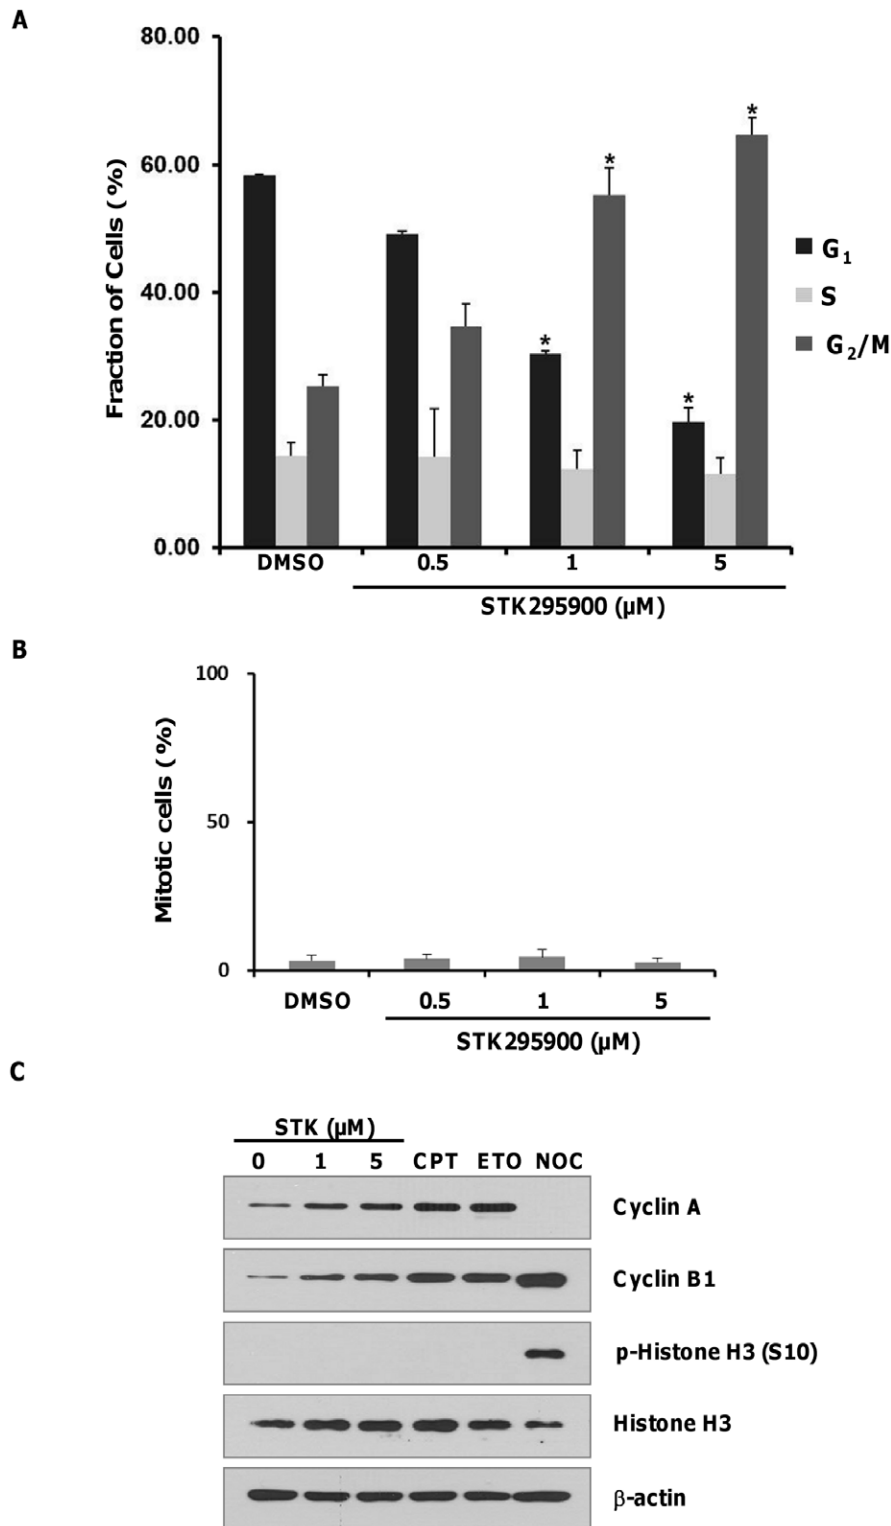 A
80.00
60.00
40.00
20.00
0.00
Fraction of Cells (%)
* * * *
G1
S
G2/M
DMSO 0.5 1 5
STK295900 (µM)
B
100
50
0
Mitotic cells (%)
DMSO 0.5 1 5
STK295900 (µM)
C
STK (µM)
0 1 5 CPT ETO NOC
Cyclin A
Cyclin B1
p-Histone H3 (S10)
Histone H3
β-actin